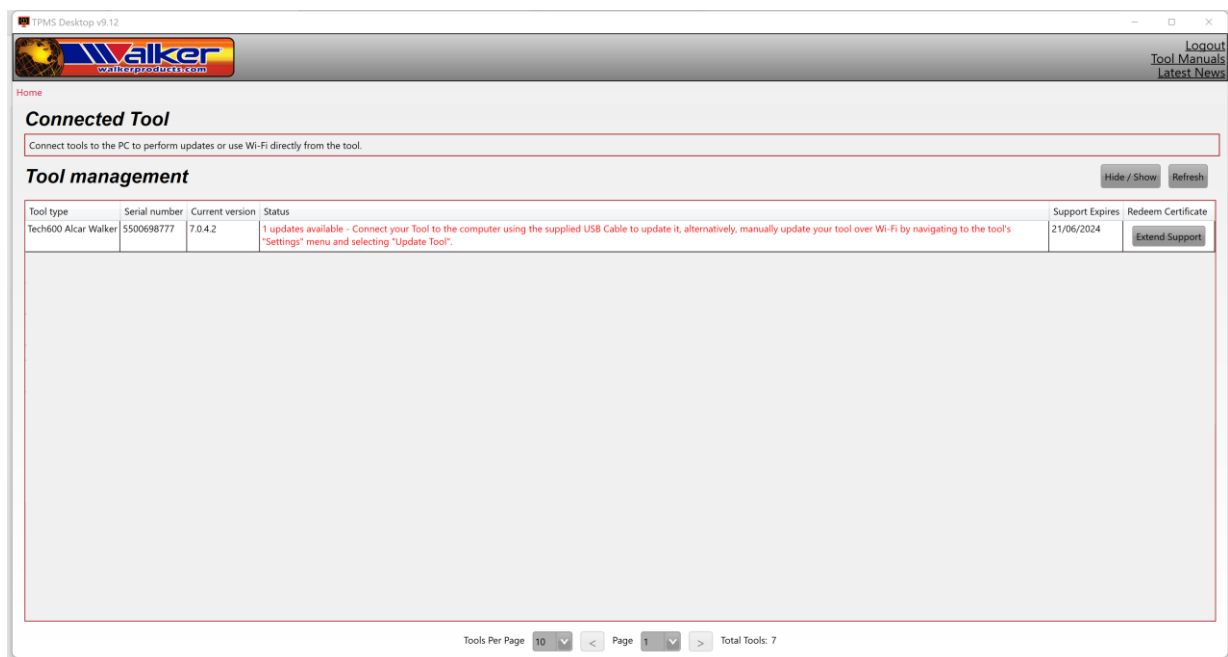 TPMS Desktop v9.12
Walker
walkerproducts.com
Logout
Tool Manuals
Latest News
Home
Connected Tool
Connect tools to the PC to perform updates or use Wi-Fi directly from the tool.
Tool management
Hide / Show Refresh
Tool type Serial number Current version Status Support Expires Redeem Certificate
Tech600 Alcar Walker 5500698777 7.0.4.2 1 updates available - Connect your Tool to the computer using the supplied USB Cable to update it, alternatively, manually update your tool over Wi-Fi by navigating to the tool's 21/06/2024
"Settings" menu and selecting "Update Tool". Extend Support
Tools Per Page 10 < Page 1 > Total Tools: 7